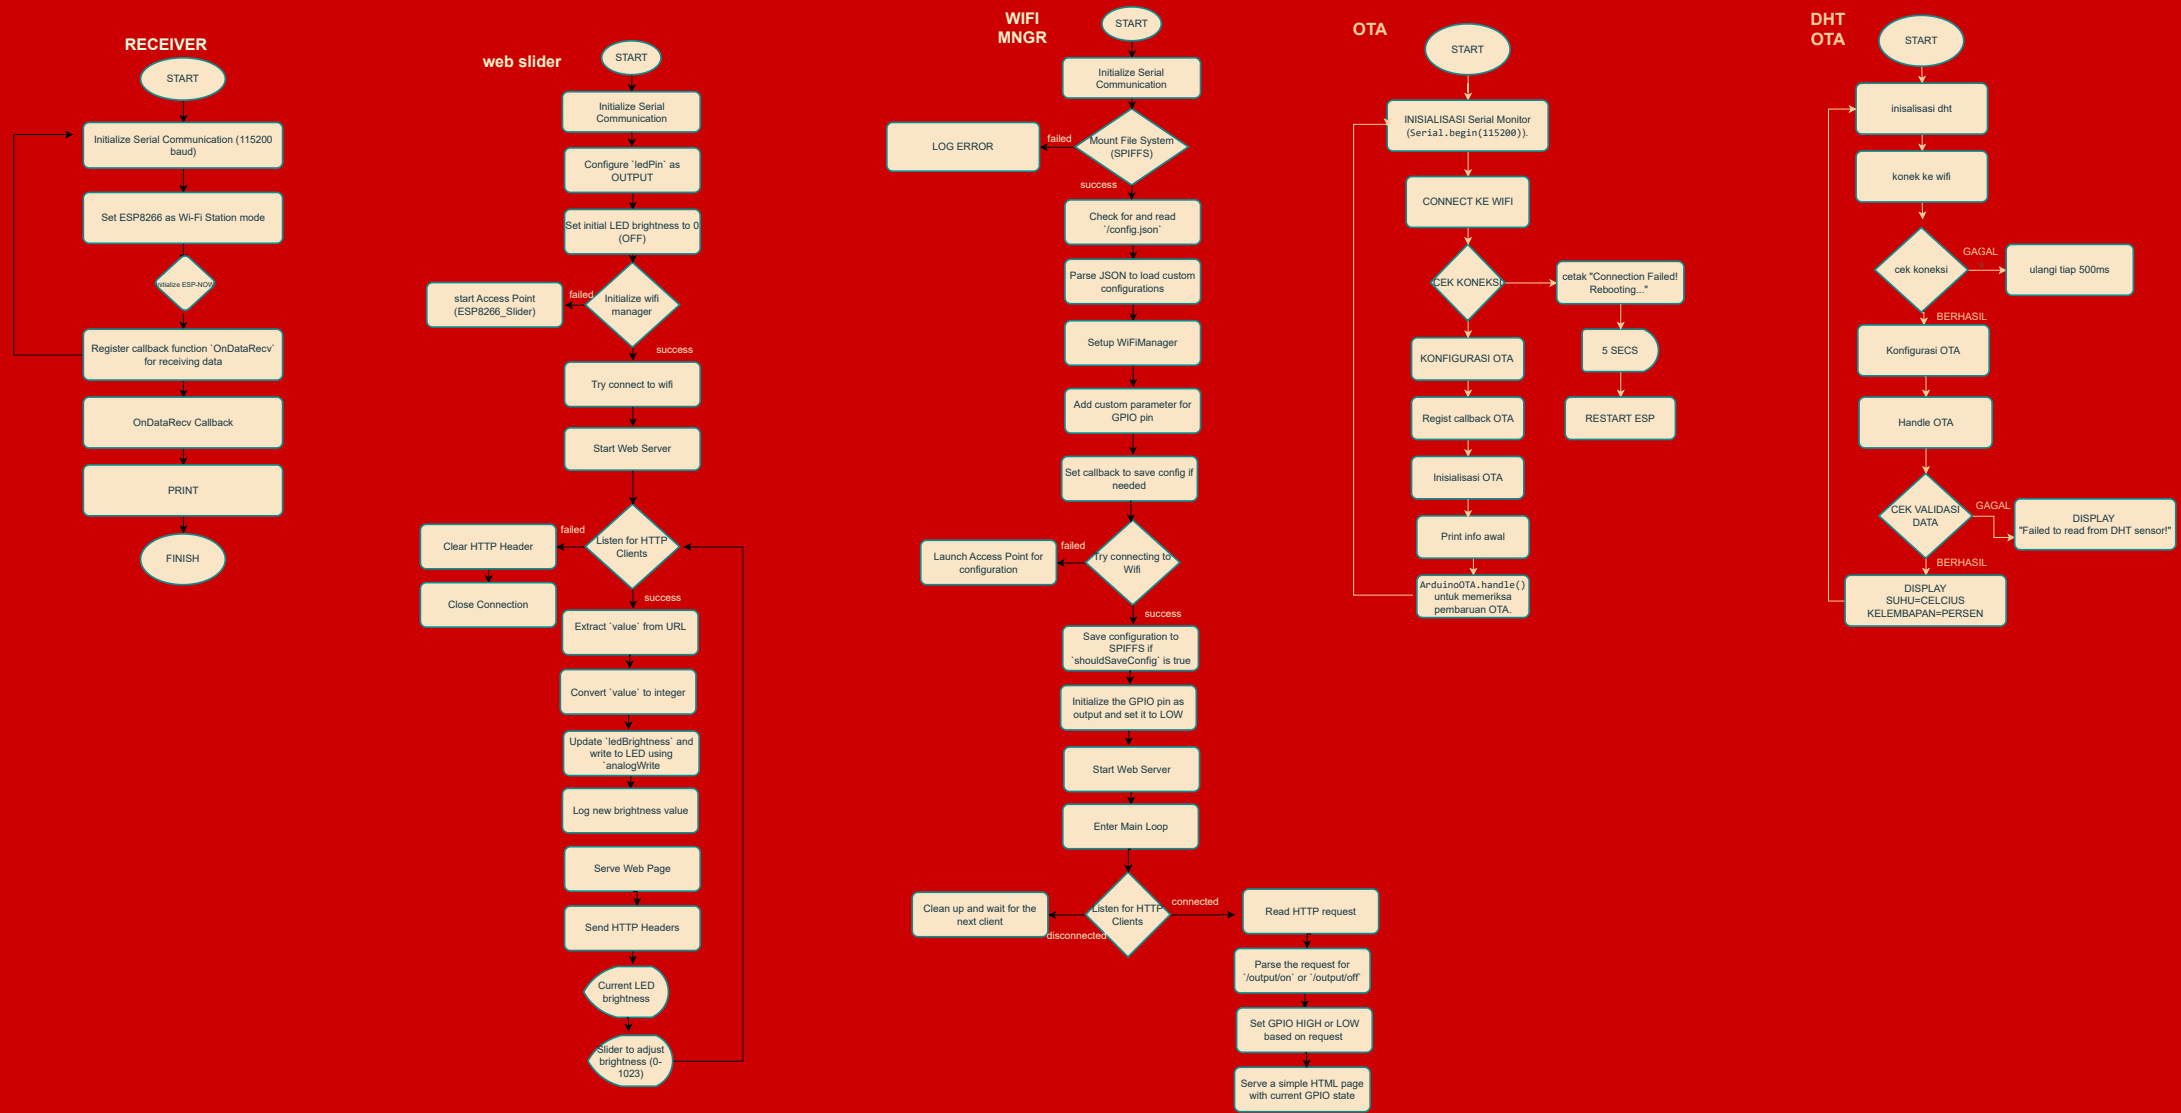 RECEIVER
START
Initialize Serial Communication (115200
baud)
Set ESP8266 as Wi-Fi Station mode
Initialize ESP-NOW
Register callback function `OnDataRecv`
for receiving data
OnDataRecv Callback
PRINT
FINISH
web slider
START
Initialize Serial
Communication
Configure `ledPin` as
OUTPUT
Set initial LED brightness to 0
(OFF)
Initialize wifi
manager
failed
start Access Point
(ESP8266_Slider)
success
Try connect to wifi
Start Web Server
Listen for HTTP
Clients
failed
Clear HTTP Header
Close Connection
success
Extract `value` from URL
Convert `value` to integer
Update `ledBrightness` and
write to LED using
`analogWrite
Log new brightness value
Serve Web Page
Send HTTP Headers
Current LED
brightness
Slider to adjust
brightness (0-
1023)
WIFI
MNGR
START
Initialize Serial
Communication
Mount File System
(SPIFFS)
failed
LOG ERROR
success
Check for and read
`/config.json`
Parse JSON to load custom
configurations
Setup WiFiManager
Add custom parameter for
GPIO pin
Set callback to save config if
needed
Try connecting to
Wifi
failed
Launch Access Point for
configuration
success
Save configuration to
SPIFFS if
`shouldSaveConfig` is true
Initialize the GPIO pin as
output and set it to LOW
Start Web Server
Enter Main Loop
Listen for HTTP
Clients
disconnected
Clean up and wait for the
next client
connected
Read HTTP request
Parse the request for
`/output/on` or `/output/off`
Set GPIO HIGH or LOW
based on request
Serve a simple HTML page
with current GPIO state
OTA
START
INISIALISASI Serial Monitor
(Serial.begin(115200)).
CONNECT KE WIFI
CEK KONEKSI
cetak "Connection Failed!
Rebooting..."
5 SECS
RESTART ESP
KONFIGURASI OTA
Regist callback OTA
Inisialisasi OTA
Print info awal
ArduinoOTA.handle()
untuk memeriksa
pembaruan OTA.
DHT
OTA
START
inisalisasi dht
konek ke wifi
cek koneksi
GAGAL
ulangi tiap 500ms
BERHASIL
Konfigurasi OTA
Handle OTA
CEK VALIDASI
DATA
GAGAL
DISPLAY
"Failed to read from DHT sensor!"
BERHASIL
DISPLAY
SUHU=CELCIUS
KELEMBAPAN=PERSEN